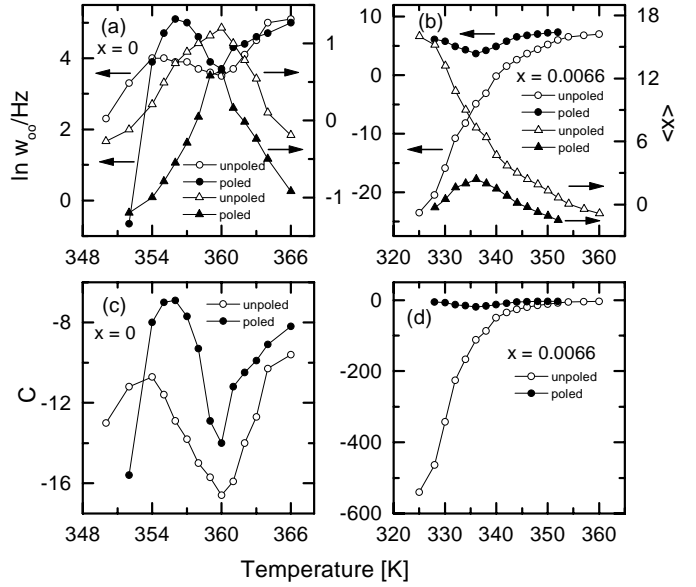 (a)
x = 0
ln w_oo/Hz
4
2
0
1
0
-1
348 354 360 366
unpoled
poled
unpoled
poled
(b)
x = 0.0066
10
0
-10
-20
18
12
6
0
<x>
320 330 340 350 360
unpoled
poled
unpoled
poled
(c)
x = 0
C
-8
-12
-16
348 354 360 366
unpoled
poled
(d)
x = 0.0066
0
-200
-400
-600
320 330 340 350 360
unpoled
poled
Temperature [K]